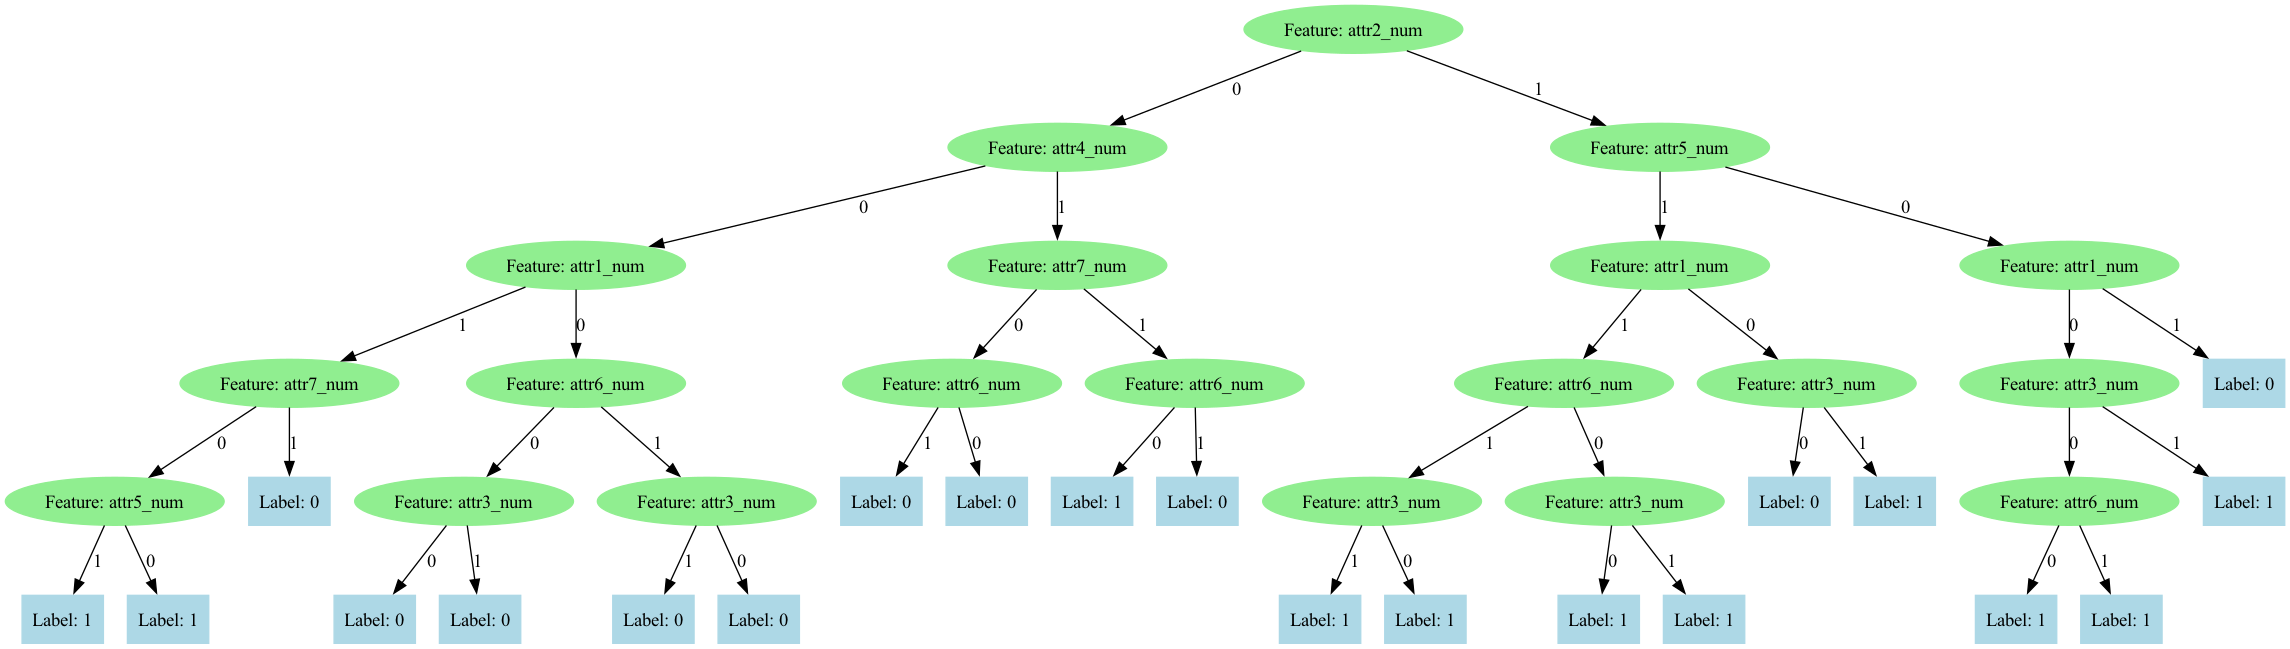 Feature: attr2_num
0
1
Feature: attr4_num
Feature: attr5_num
0
1
1
0
Feature: attr1_num
Feature: attr7_num
Feature: attr1_num
Feature: attr1_num
1
0
0
1
1
0
0
1
Feature: attr7_num
Feature: attr6_num
Feature: attr6_num
Feature: attr6_num
Feature: attr6_num
Feature: attr3_num
Feature: attr3_num
Label: 0
0
1
0
1
1
0
0
1
1
0
0
1
0
1
Feature: attr5_num
Label: 0
Feature: attr3_num
Feature: attr3_num
Label: 0
Label: 0
Label: 1
Label: 0
Feature: attr3_num
Feature: attr3_num
Label: 0
Label: 1
Feature: attr6_num
Label: 1
1
0
0
1
1
0
1
0
0
1
0
1
Label: 1
Label: 1
Label: 0
Label: 0
Label: 0
Label: 0
Label: 1
Label: 1
Label: 1
Label: 1
Label: 1
Label: 1